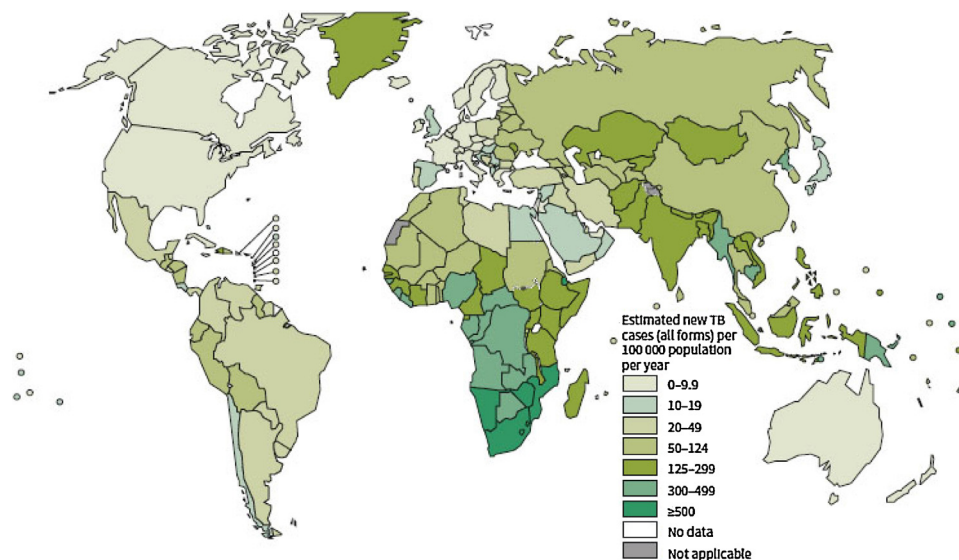 Estimated new TB
cases (all forms) per
100 000 population
per year
0–9.9
10–19
20–49
50–124
125–299
300–499
≥500
No data
Not applicable